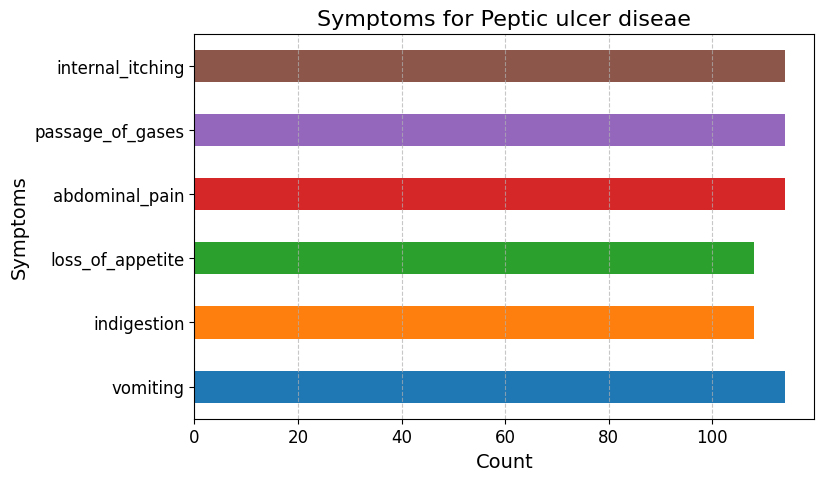 Symptoms for Peptic ulcer diseae
Symptoms
internal_itching
passage_of_gases
abdominal_pain
loss_of_appetite
indigestion
vomiting
0 20 40 60 80 100
Count